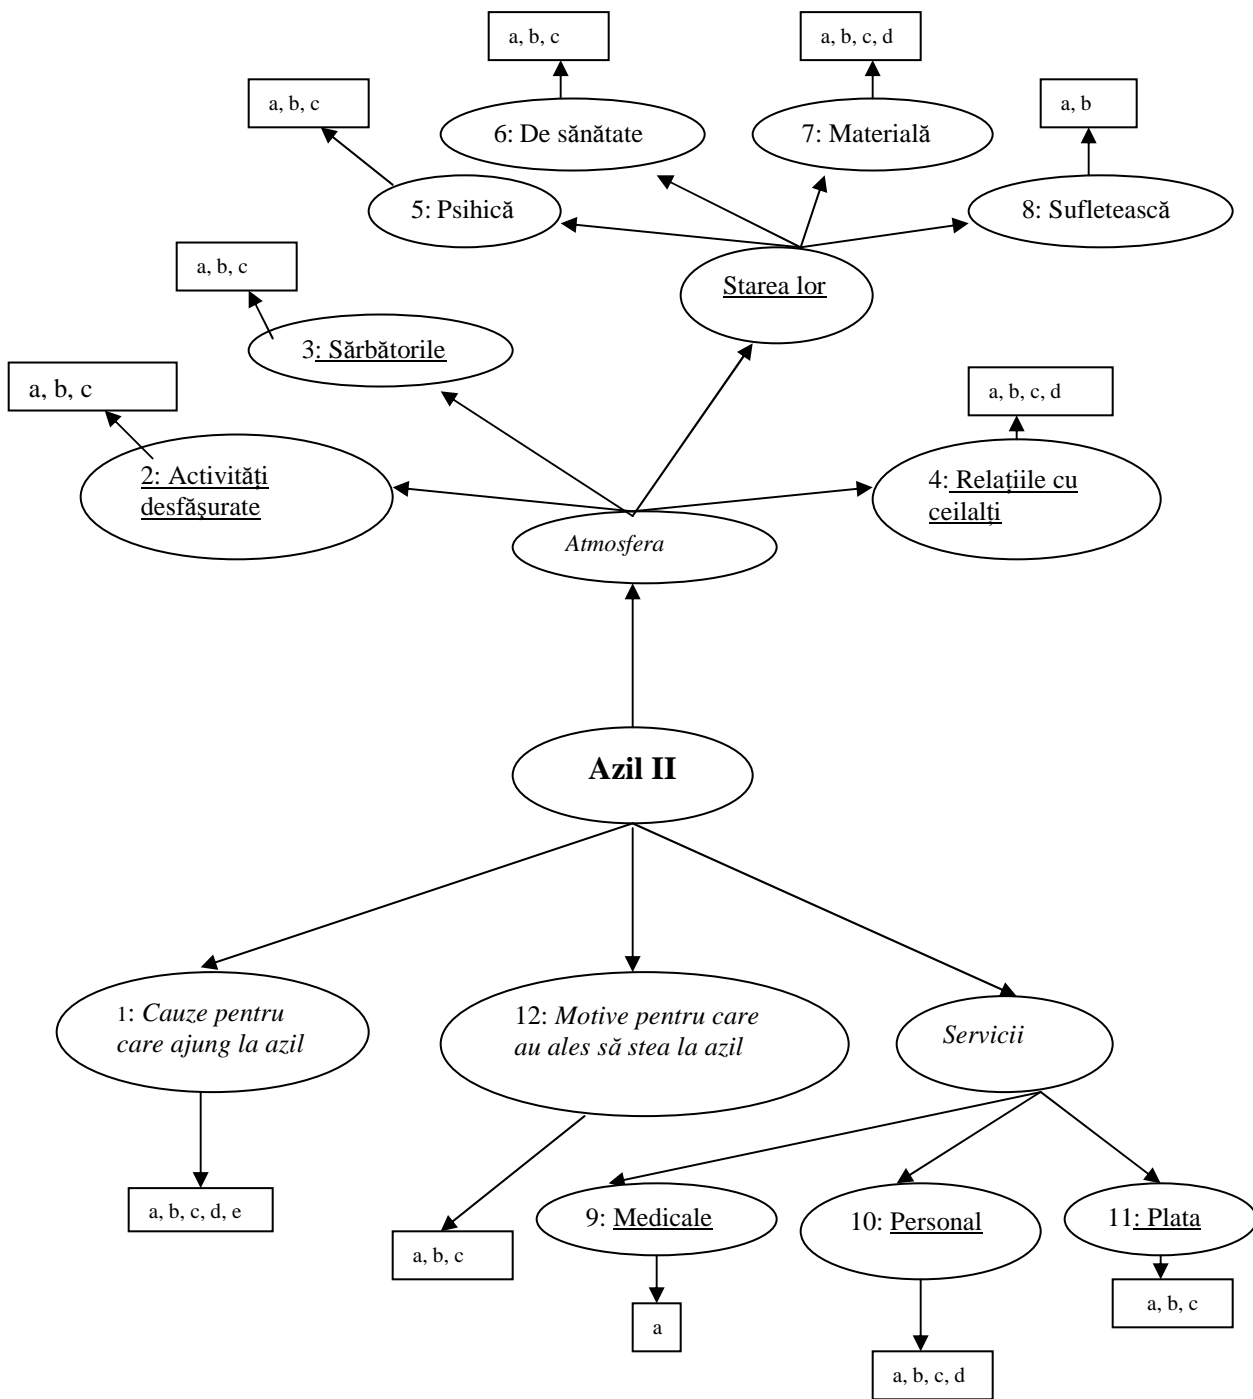 a, b, c
a, b, c, d
a, b, c
a, b
6: De sănătate
7: Materială
5: Psihică
8: Sufletească
a, b, c
Starea lor
3: Sărbătorile
a, b, c
a, b, c, d
2: Activități
desfășurate
4: Relațiile cu
ceilalți
Atmosfera
Azil II
1: Cauze pentru
care ajung la azil
12: Motive pentru care
au ales să stea la azil
Servicii
a, b, c, d, e
9: Medicale
10: Personal
11: Plata
a, b, c
a
a, b, c
a, b, c, d